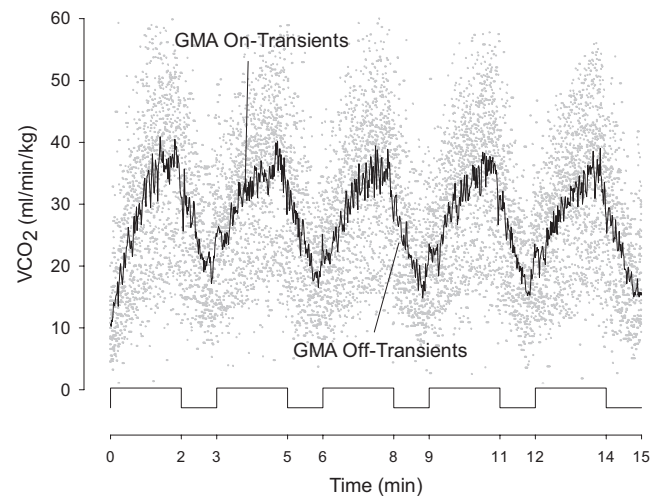 60
GMA On-Transients
50
40
30
20
10
0
VCO2 (ml/min/kg)
GMA Off-Transients
0 2 3 5 6 8 9 11 12 14 15
Time (min)